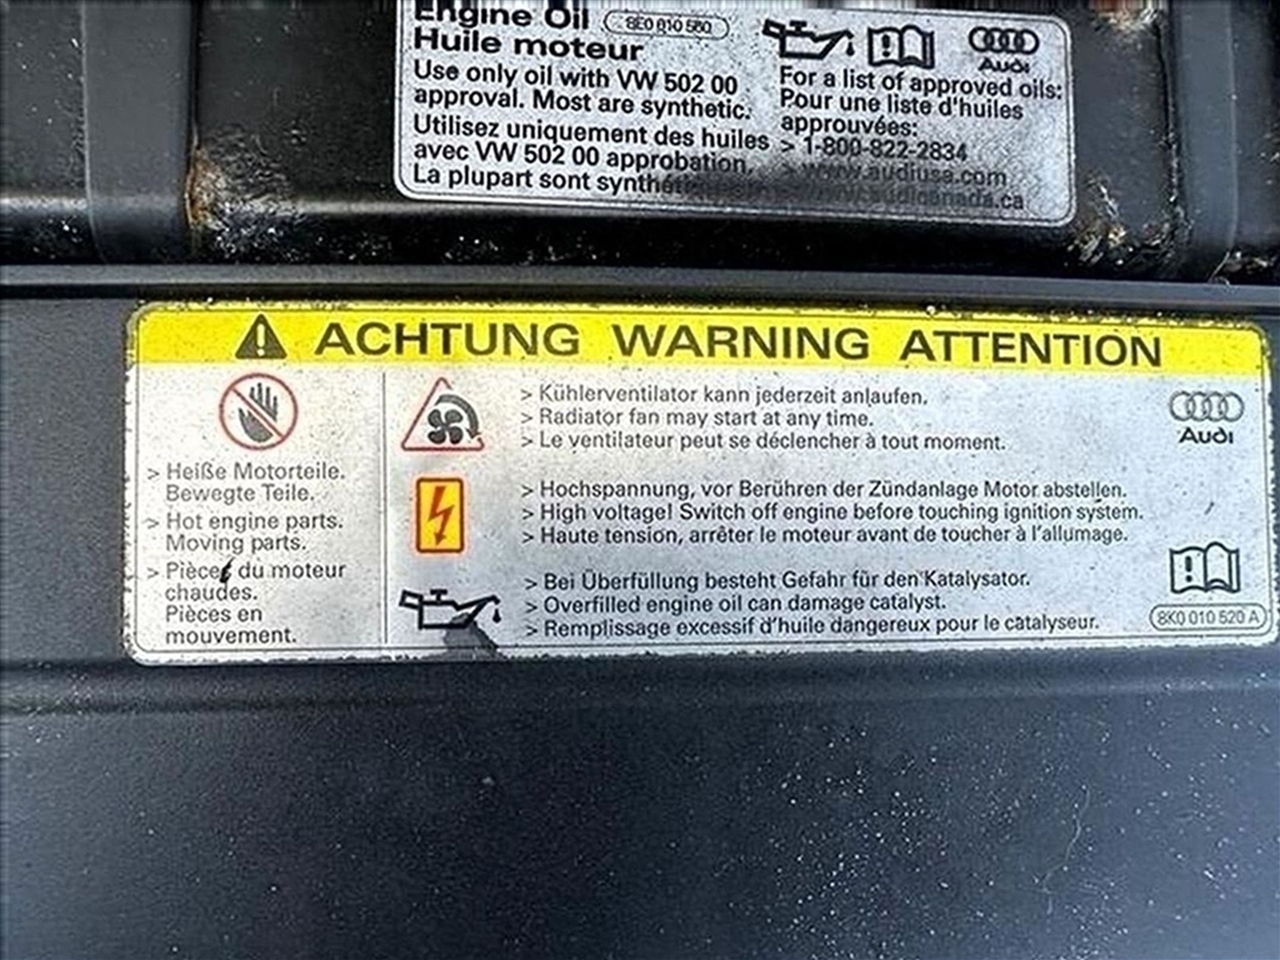 Engine Oil 8E0 010 560
Huile moteur
Use only oil with VW 502 00
approval. Most are synthetic.
Utilisez uniquement des huiles
avec VW 502 00 approbation.
La plupart sont
Audi
For a list of approved oils:
Pour une liste d'huiles
approuvées:
> 1-800-822-2834
> www.audiusa.com
www.audicanada.ca
ACHTUNG WARNING ATTENTION
> Heiße Motorteile.
Bewegte Teile.
> Hot engine parts.
Moving parts.
> Pièces du moteur
chaudes.
Pièces en
mouvement.
> Kühlerventilator kann jederzeit anlaufen.
> Radiator fan may start at any time.
> Le ventilateur peut se déclencher à tout moment.
> Hochspannung, vor Berühren der Zündanlage Motor abstellen.
> High voltage! Switch off engine before touching ignition system.
> Haute tension, arrêter le moteur avant de toucher à l'allumage.
> Bei Überfüllung besteht Gefahr für den Katalysator.
> Overfilled engine oil can damage catalyst.
> Remplissage excessif d'huile dangereux pour le catalyseur.
Audi
8K0 010 520 A